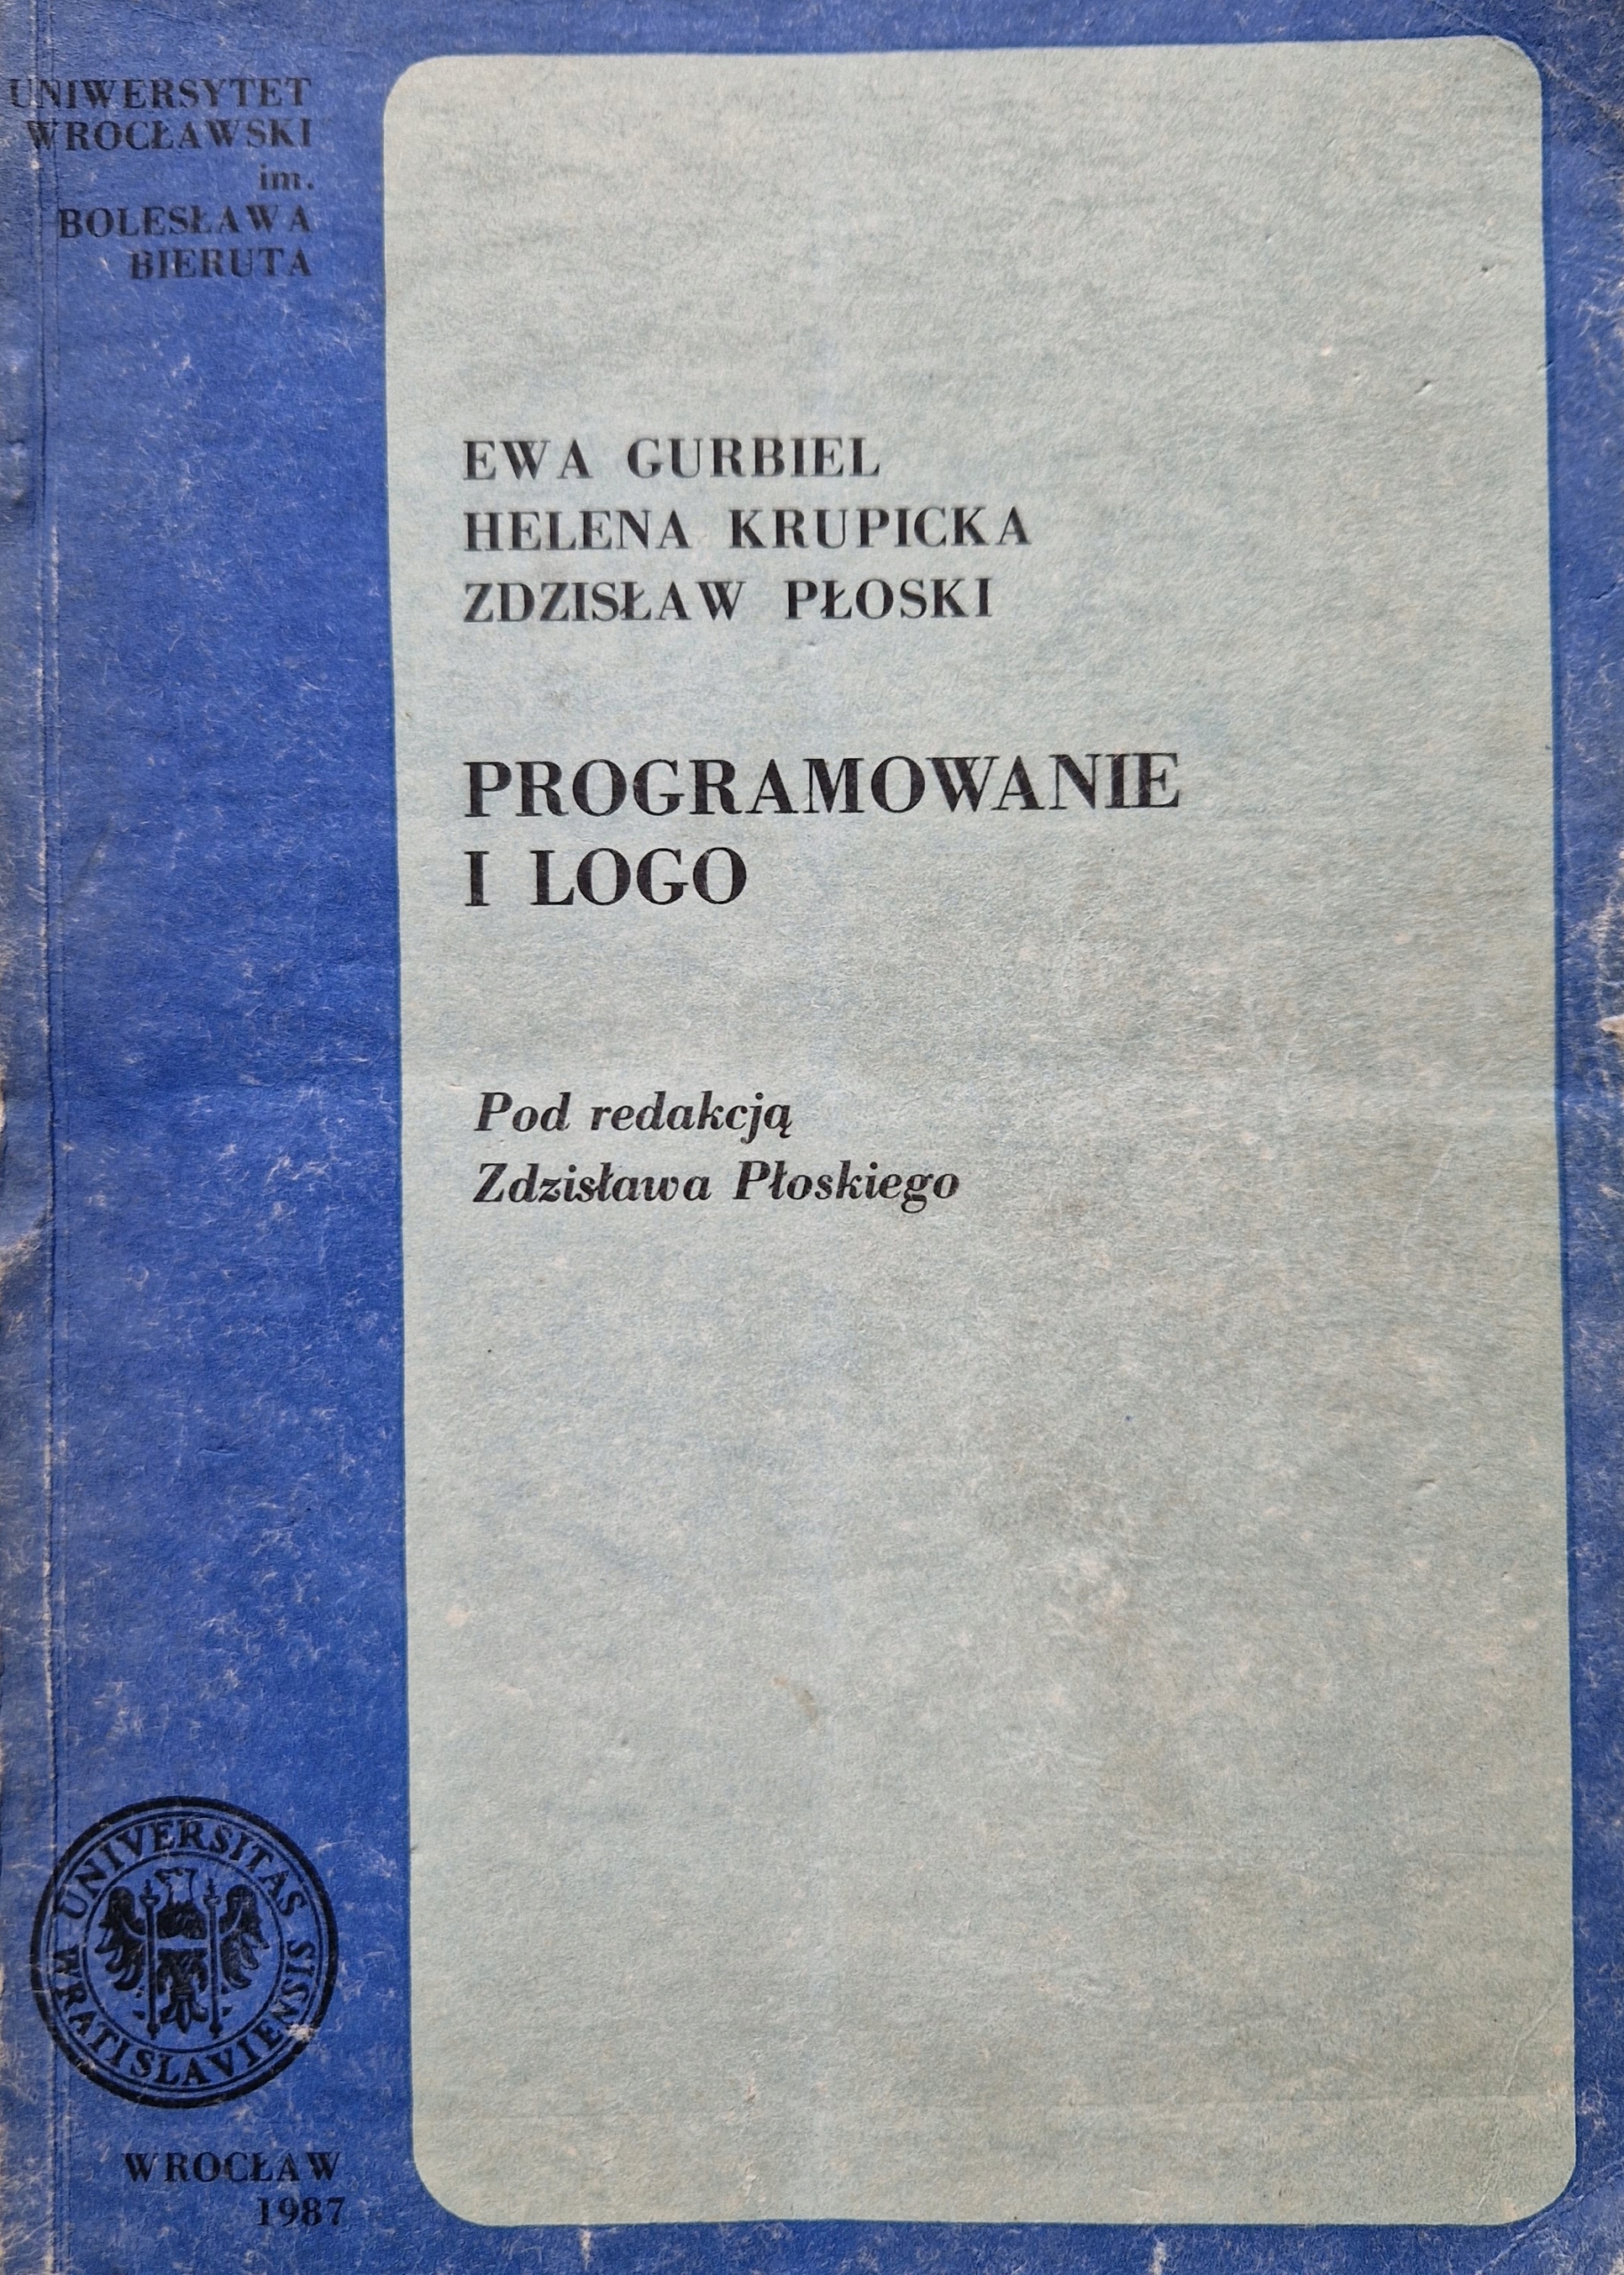 UNIWERSYTET
WROCŁAWSKI
im.
BOLESŁAWA
BIERUTA
EWA GURBIEL
HELENA KRUPICKA
ZDZISŁAW PŁOSKI
PROGRAMOWANIE
I LOGO
Pod redakcją
Zdzisława Płoskiego
UNIVERSITAS
WRATISLAVIENSIS
WROCŁAW
1987